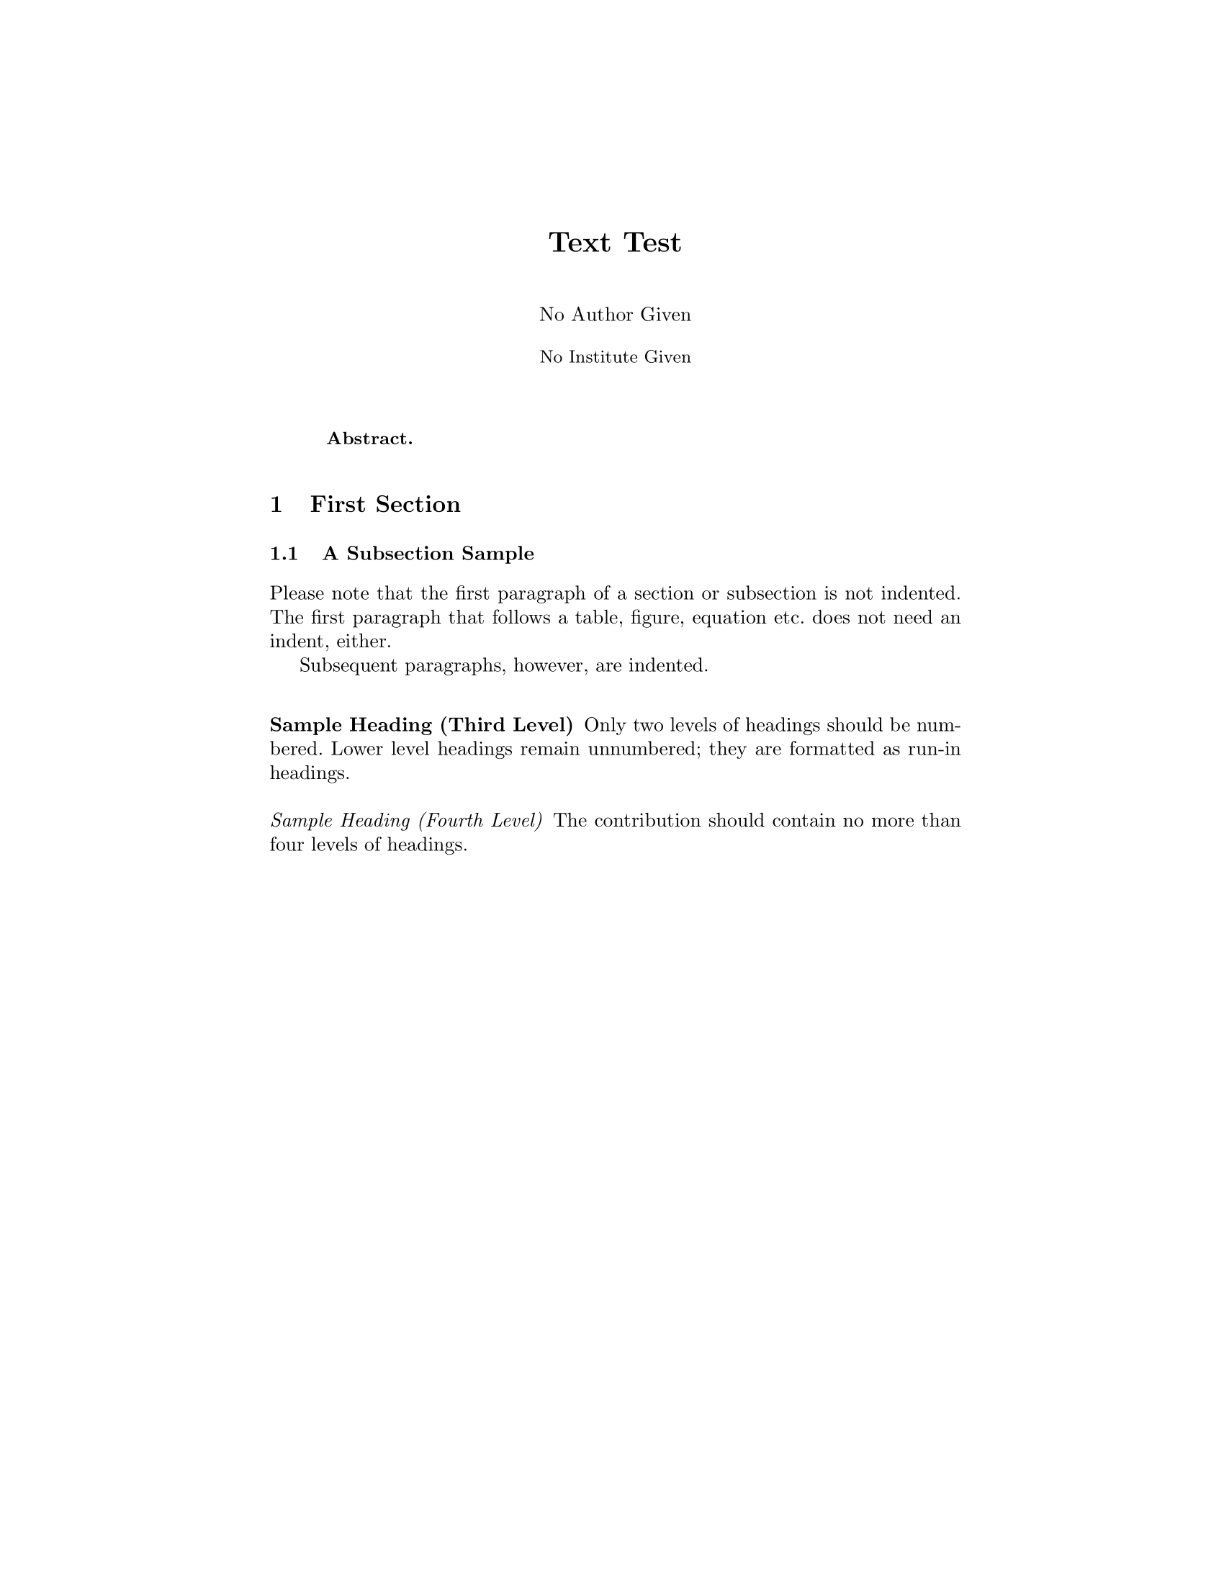 Text Test
No Author Given
No Institute Given
Abstract.
1 First Section
1.1 A Subsection Sample
Please note that the first paragraph of a section or subsection is not indented.
The first paragraph that follows a table, figure, equation etc. does not need an
indent, either.
Subsequent paragraphs, however, are indented.
Sample Heading (Third Level) Only two levels of headings should be num-
bered. Lower level headings remain unnumbered; they are formatted as run-in
headings.
Sample Heading (Fourth Level) The contribution should contain no more than
four levels of headings.